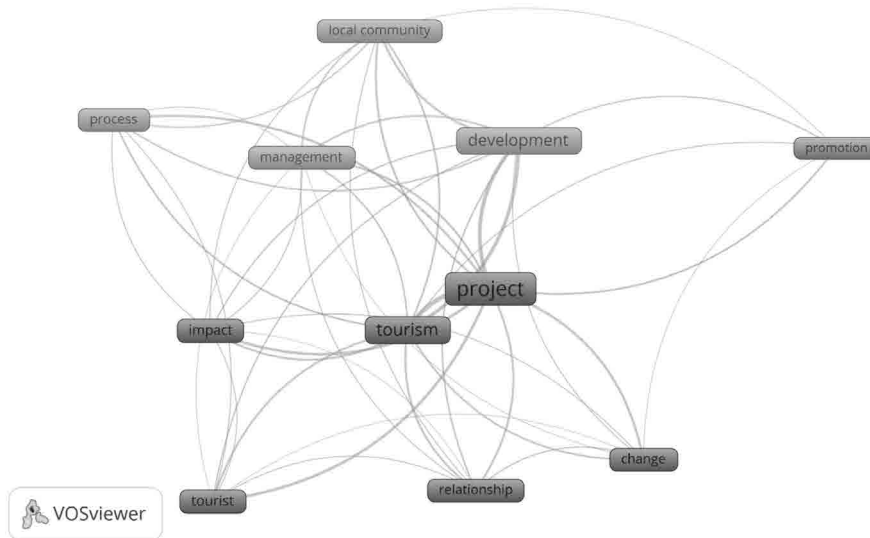 local community
process
development
management
promotion
project
impact
tourism
change
relationship
tourist
VOSviewer